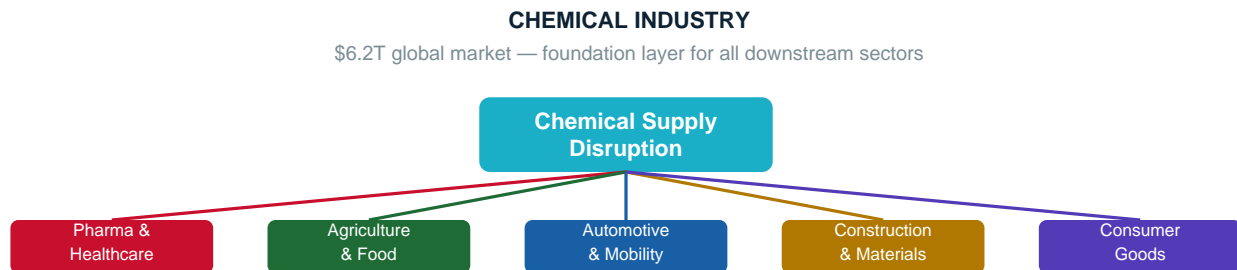 CHEMICAL INDUSTRY
$6.2T global market — foundation layer for all downstream sectors
Chemical Supply
Disruption
Pharma &
Healthcare
Agriculture
& Food
Automotive
& Mobility
Construction
& Materials
Consumer
Goods